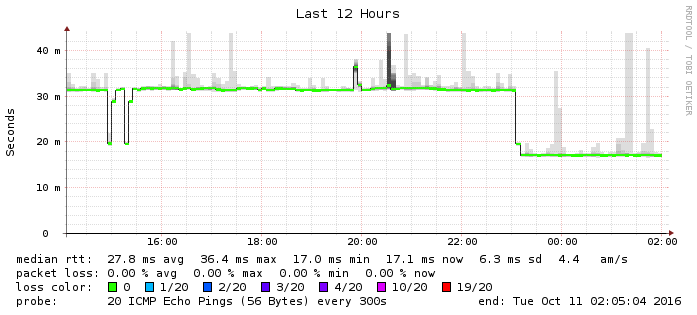 Last 12 Hours
RRDTOOL / TOBI OETIKER
Seconds
40 m
30 m
20 m
10 m
0
16:00 18:00 20:00 22:00 00:00 02:00
median rtt: 27.8 ms avg 36.4 ms max 17.0 ms min 17.1 ms now 6.3 ms sd 4.4 am/s
packet loss: 0.00 % avg 0.00 % max 0.00 % min 0.00 % now
loss color: 0 1/20 2/20 3/20 4/20 10/20 19/20
probe: 20 ICMP Echo Pings (56 Bytes) every 300s end: Tue Oct 11 02:05:04 2016